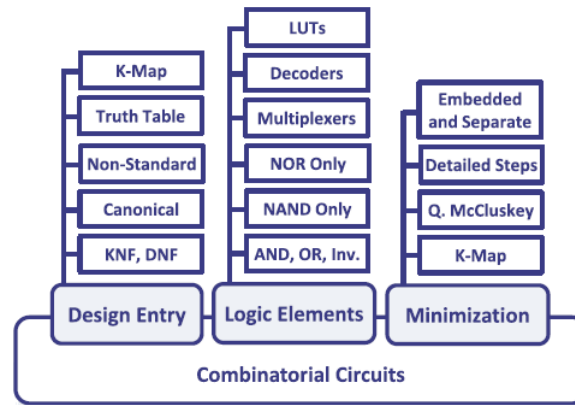 LUTs
K-Map
Decoders
Truth Table
Multiplexers
Embedded
and Separate
Non-Standard
NOR Only
Detailed Steps
Canonical
NAND Only
Q. McCluskey
KNF, DNF
AND, OR, Inv.
K-Map
Design Entry
Logic Elements
Minimization
Combinatorial Circuits